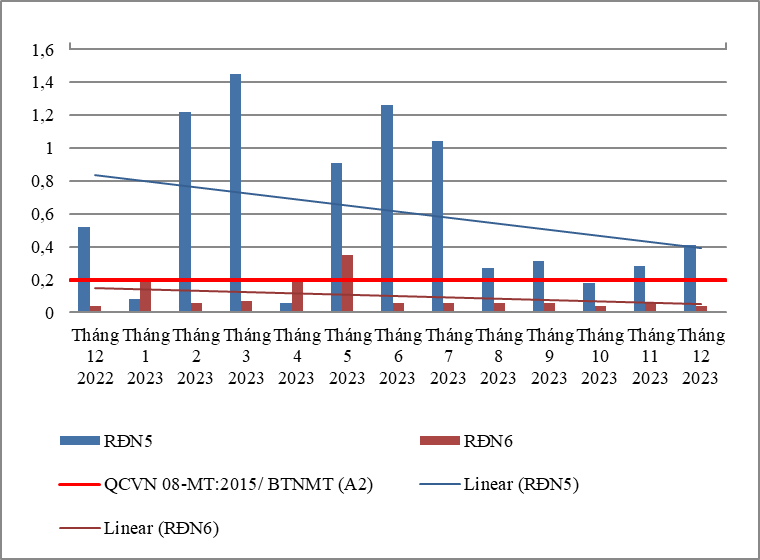 1,6
1,4
1,2
1
0,8
0,6
0,4
0,2
0
Tháng Tháng Tháng Tháng Tháng Tháng Tháng Tháng Tháng Tháng Tháng Tháng Tháng
12 1 2 3 4 5 6 7 8 9 10 11 12
2022 2023 2023 2023 2023 2023 2023 2023 2023 2023 2023 2023 2023
RĐN5 RĐN6
QCVN 08-MT:2015/ BTNMT (A2) Linear (RĐN5)
Linear (RĐN6)